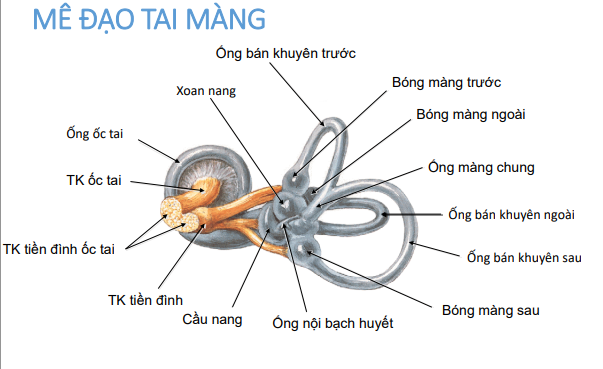 MÊ ĐẠO TAI MÀNG
Ống bán khuyên trước
Xoan nang
Bóng màng trước
Bóng màng ngoài
Ống ốc tai
Ống màng chung
TK ốc tai
Ống bán khuyên ngoài
TK tiền đình ốc tai
Ống bán khuyên sau
TK tiền đình
Cầu nang
Ống nội bạch huyết
Bóng màng sau